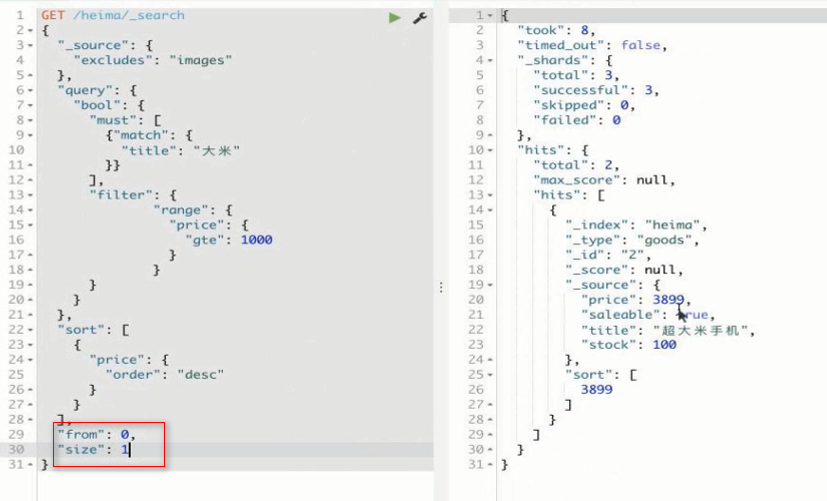 1 GET /heima/_search
2 {
3 "_source": {
4 "excludes": "images"
5 },
6 "query": {
7 "bool": {
8 "must": [
9 {"match": {
10 "title": "大米"
11 }}
12 ],
13 "filter": {
14 "range": {
15 "price": {
16 "gte": 1000
17 }
18 }
19 }
20 }
21 },
22 "sort": [
23 {
24 "price": {
25 "order": "desc"
26 }
27 }
28 ],
29 "from": 0,
30 "size": 1
31 }
1 {
2 "took": 8,
3 "timed_out": false,
4 "_shards": {
5 "total": 3,
6 "successful": 3,
7 "skipped": 0,
8 "failed": 0
9 },
10 "hits": {
11 "total": 2,
12 "max_score": null,
13 "hits": [
14 {
15 "_index": "heima",
16 "_type": "goods",
17 "_id": "2",
18 "_score": null,
19 "_source": {
20 "price": 3899,
21 "saleable": true,
22 "title": "超大米手机",
23 "stock": 100
24 },
25 "sort": [
26 3899
27 ]
28 }
29 ]
30 }
31 }